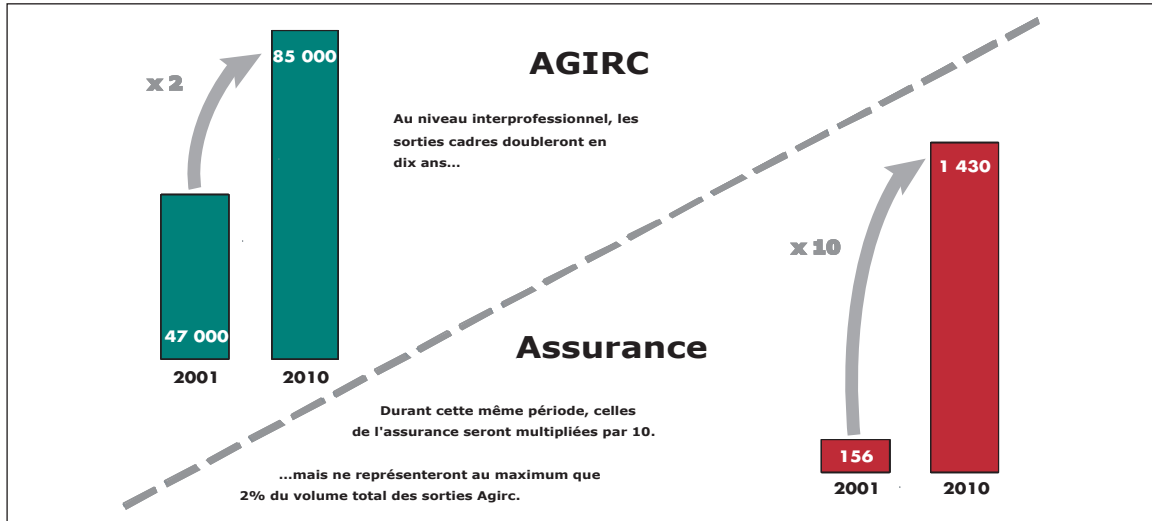 85 000
x 2
47 000
2001 2010
AGIRC
Au niveau interprofessionnel, les
sorties cadres doubleront en
dix ans...
Assurance
Durant cette même période, celles
de l'assurance seront multipliées par 10.
...mais ne représenteront au maximum que
2% du volume total des sorties Agirc.
1 430
x 10
156
2001 2010